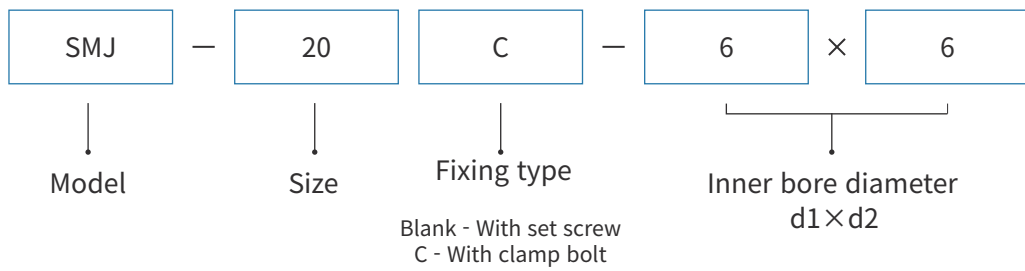 SMJ — 20 C — 6 × 6
Model
Size
Fixing type
Blank - With set screw
C - With clamp bolt
Inner bore diameter
d1×d2